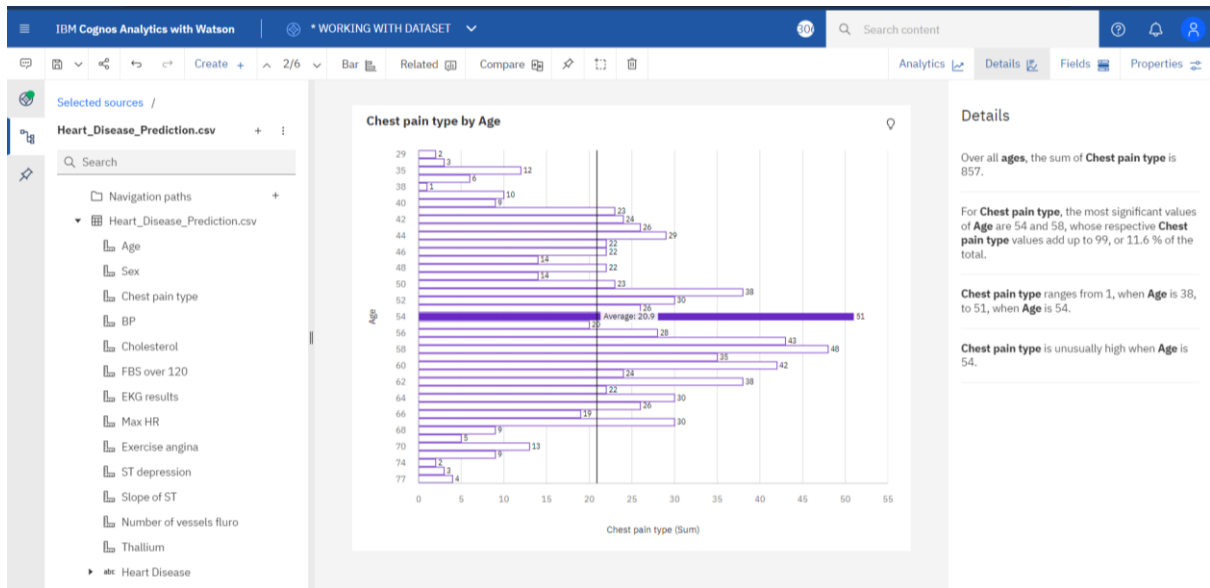 IBM Cognos Analytics with Watson
* WORKING WITH DATASET
Search content
Create +
2/6
Bar
Related
Compare
Analytics
Details
Fields
Properties
Selected sources /
Heart_Disease_Prediction.csv
Search
Navigation paths
Heart_Disease_Prediction.csv
Age
Sex
Chest pain type
BP
Cholesterol
FBS over 120
EKG results
Max HR
Exercise angina
ST depression
Slope of ST
Number of vessels fluro
Thallium
abc Heart Disease
Chest pain type by Age
29 2
3
35 12
6
38 1
10
40 9
23
42 24
26
44 29
22
46 22
14
48 22
14
50 23
38
52 30
26
54 Average: 20.9 51
20
56 28
43
58 48
35
60 42
24
62 38
22
64 30
26
66 19
30
68 9
5
70 13
9
74 2
3
77 4
Age
0 5 10 15 20 25 30 35 40 45 50 55
Chest pain type (Sum)
Details
Over all ages, the sum of Chest pain type is
857.
For Chest pain type, the most significant values
of Age are 54 and 58, whose respective Chest
pain type values add up to 99, or 11.6 % of the
total.
Chest pain type ranges from 1, when Age is 38,
to 51, when Age is 54.
Chest pain type is unusually high when Age is
54.